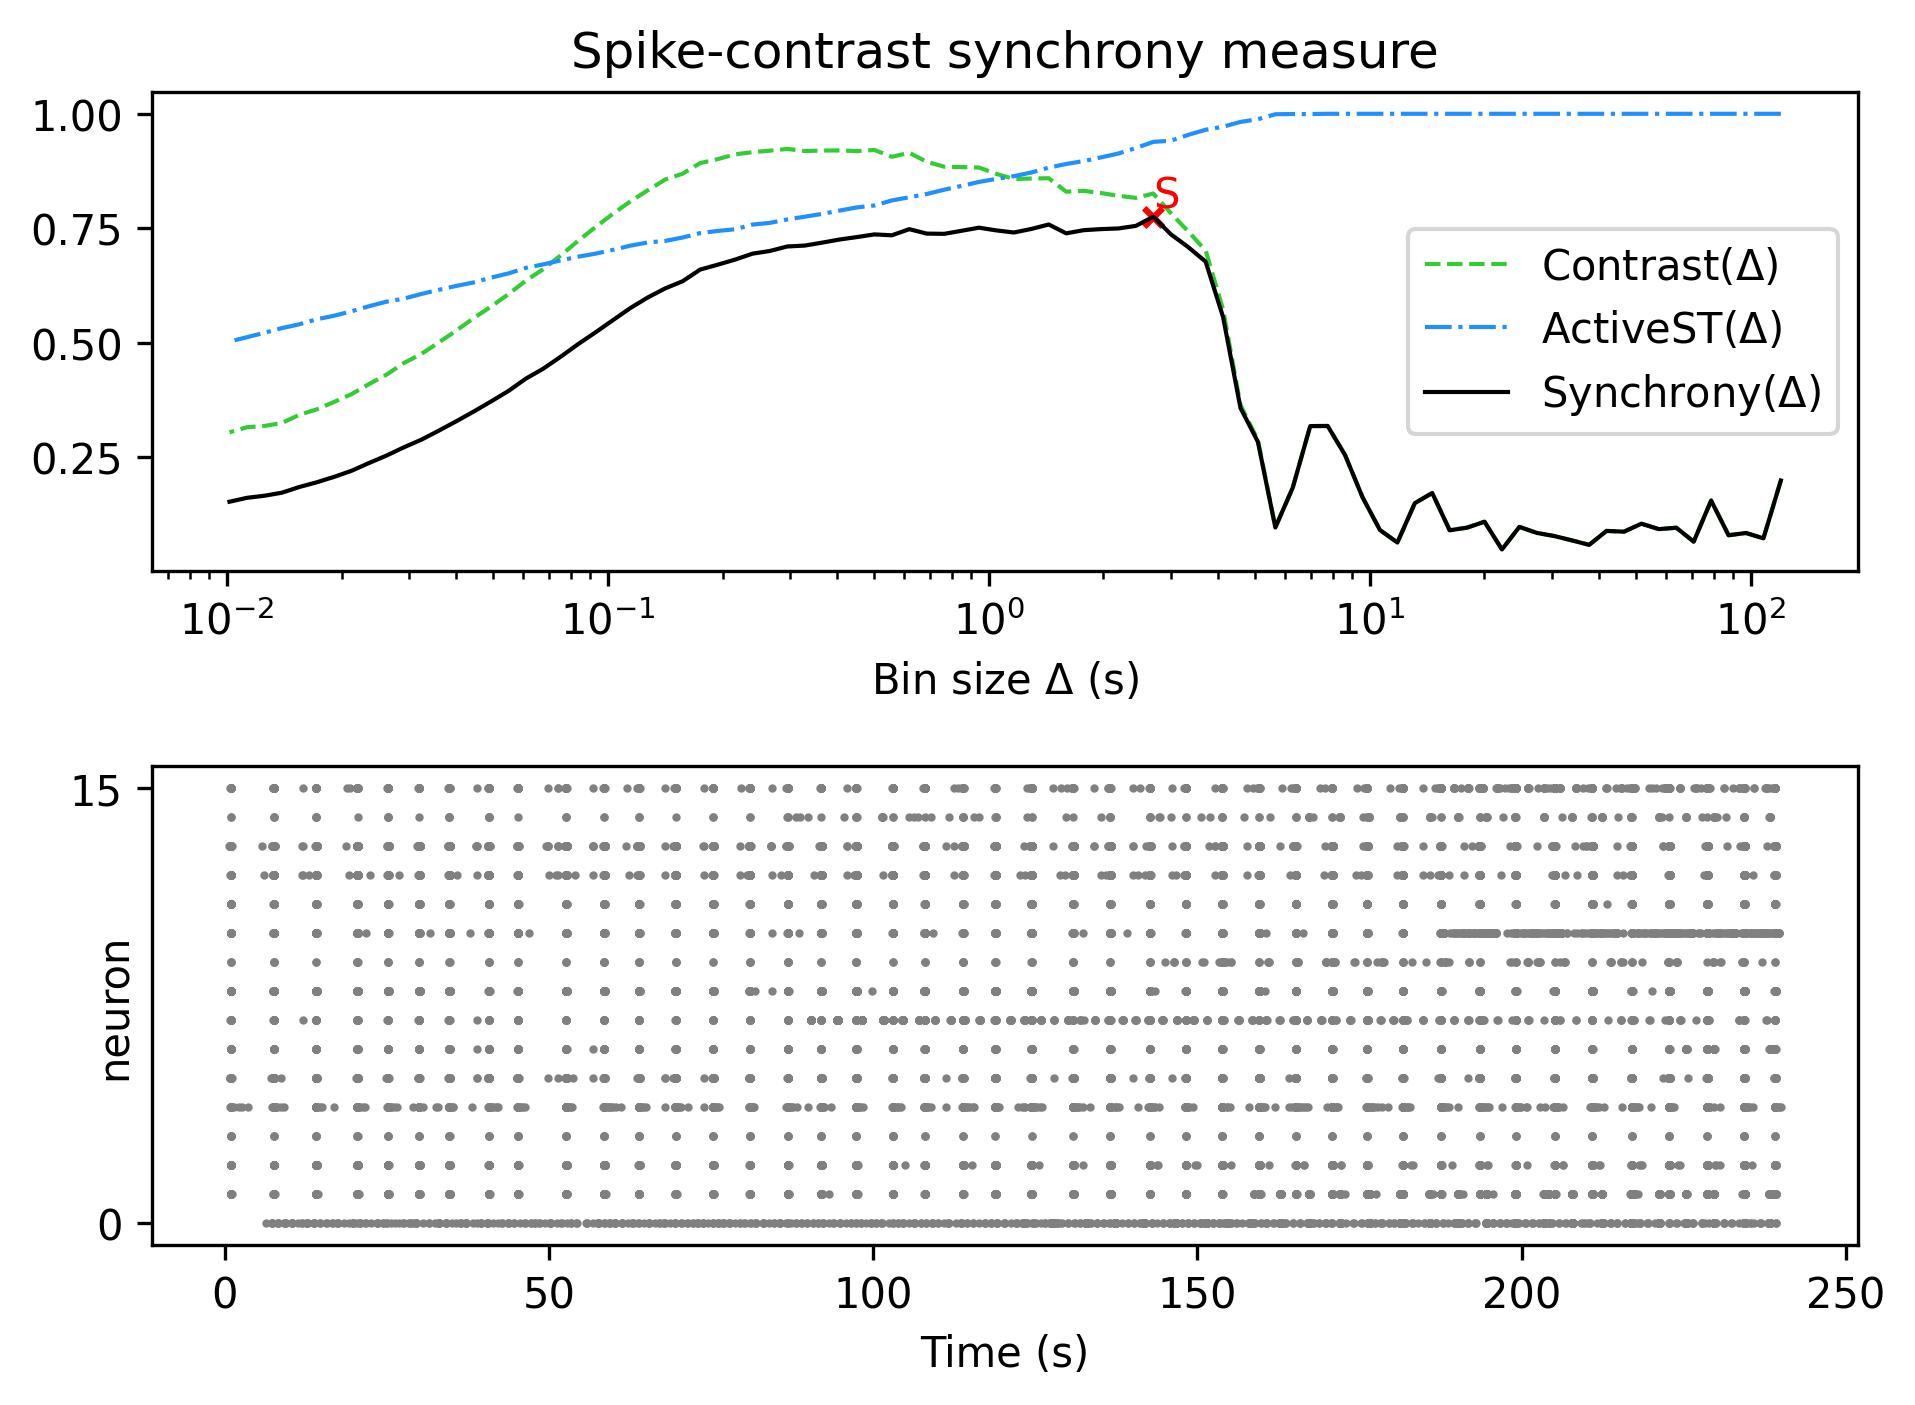 Spike-contrast synchrony measure
1.00
0.75
0.50
0.25
S
Contrast(Δ)
ActiveST(Δ)
Synchrony(Δ)
10⁻² 10⁻¹ 10⁰ 10¹ 10²
Bin size Δ (s)
15
neuron
0
0 50 100 150 200 250
Time (s)